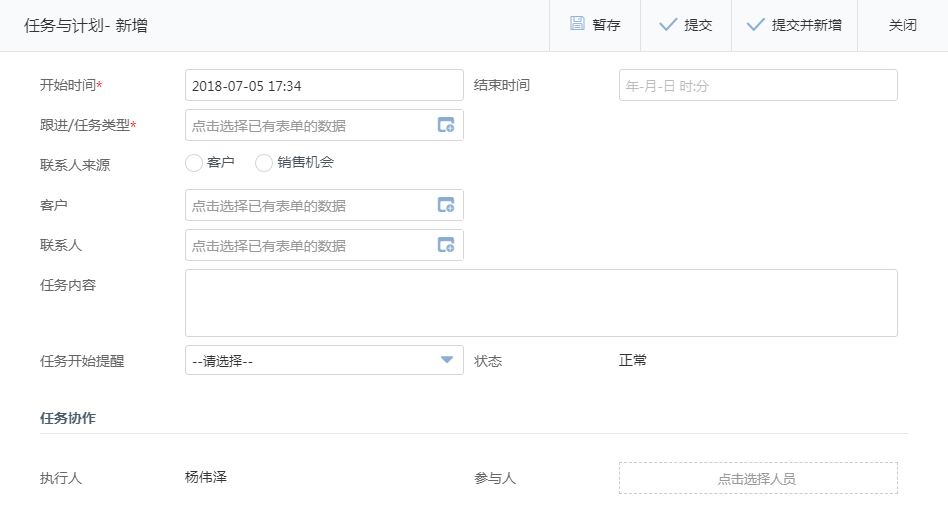 任务与计划- 新增 暂存 提交 提交并新增 关闭
开始时间* 2018-07-05 17:34 结束时间 年-月-日 时:分
跟进/任务类型* 点击选择已有表单的数据
联系人来源 客户 销售机会
客户 点击选择已有表单的数据
联系人 点击选择已有表单的数据
任务内容
任务开始提醒 --请选择-- 状态 正常
任务协作
执行人 杨伟泽 参与人 点击选择人员